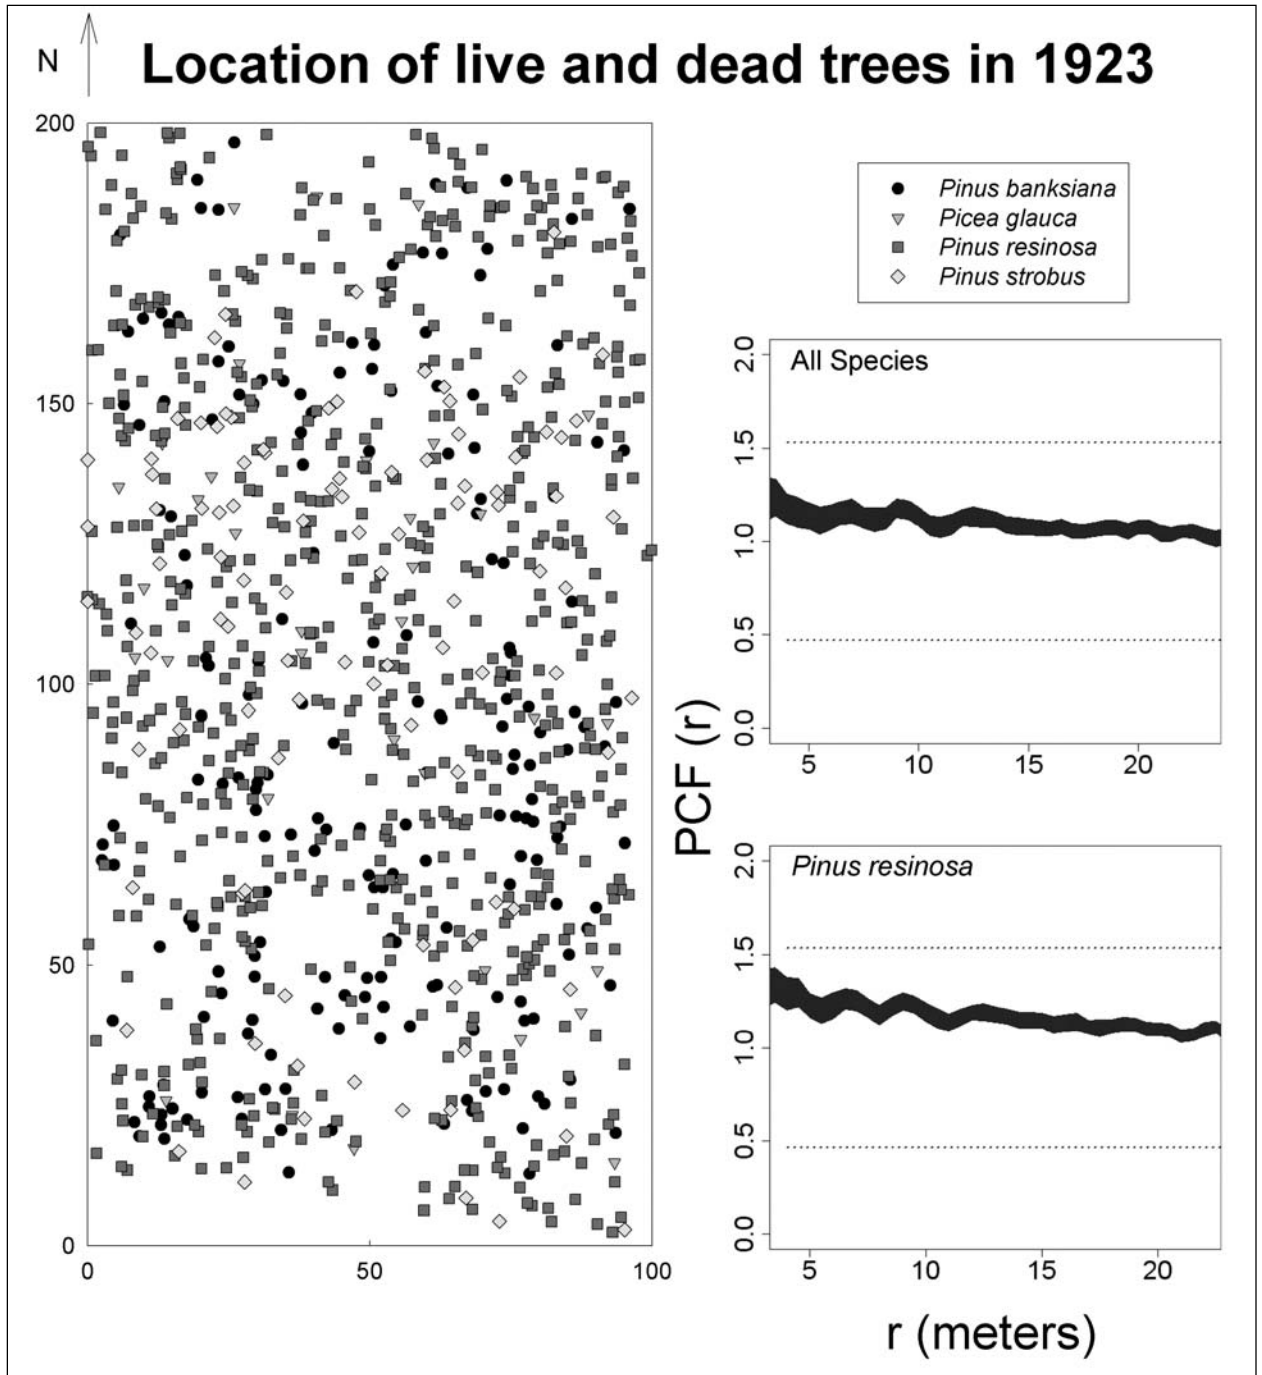 N
Location of live and dead trees in 1923
200
150
100
50
0
0
50
100
Pinus banksiana
Picea glauca
Pinus resinosa
Pinus strobus
PCF (r)
All Species
2.0
1.5
1.0
0.5
0.0
5
10
15
20
Pinus resinosa
2.0
1.5
1.0
0.5
0.0
5
10
15
20
r (meters)